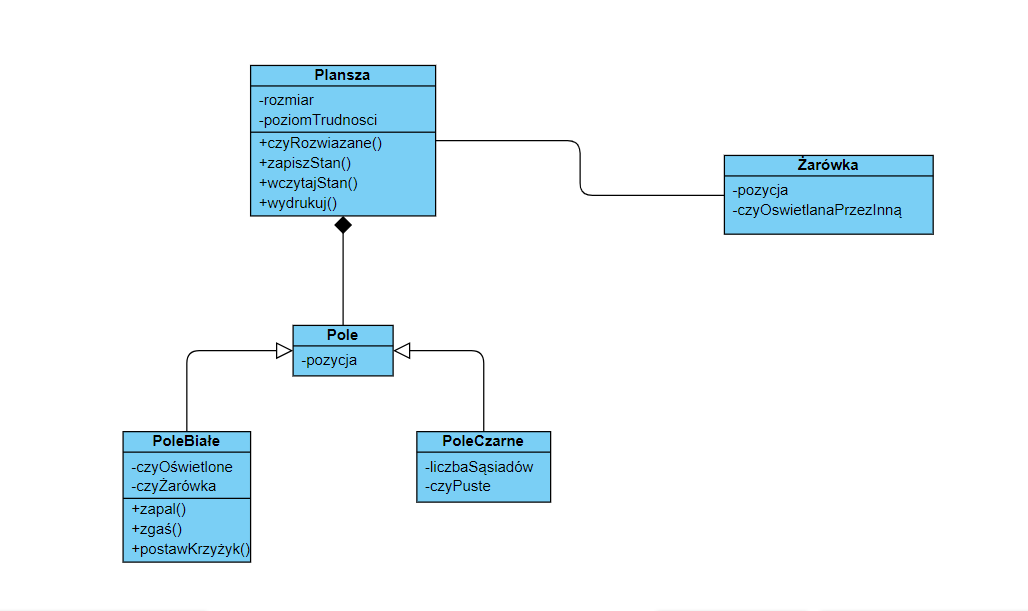 Plansza
-rozmiar
-poziomTrudnosci
+czyRozwiazane()
+zapiszStan()
+wczytajStan()
+wydrukuj()
Żarówka
-pozycja
-czyOswietlanaPrzezInną
Pole
-pozycja
PoleBiałe
-czyOświetlone
-czyŻarówka
+zapal()
+zgaś()
+postawKrzyżyk()
PoleCzarne
-liczbaSąsiadów
-czyPuste